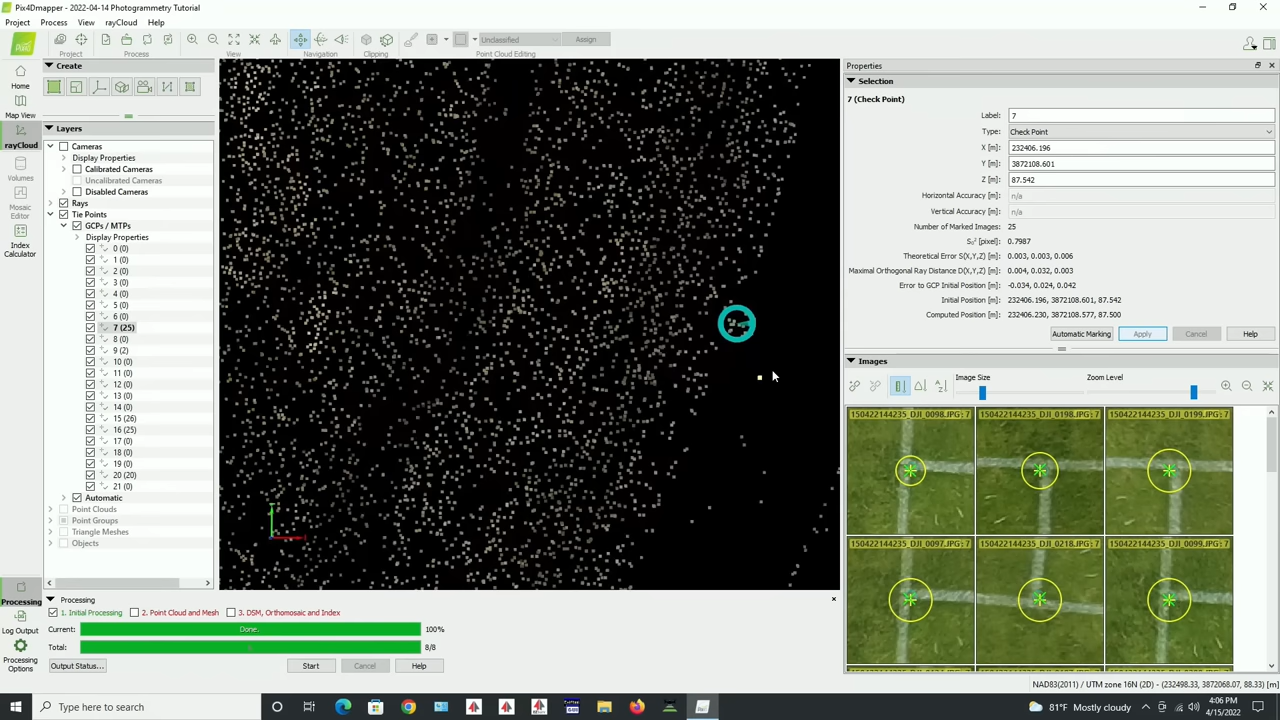 Pix4Dmapper - 2022-04-14 Photogrammetry Tutorial
Project Process View rayCloud Help
Project Process View Navigation Clipping Point Cloud Editing
Unclassified Assign
Home
Map View
rayCloud
Volumes
Mosaic Editor
Index Calculator
Processing
Log Output
Processing Options
Create
Layers
Cameras
Display Properties
Calibrated Cameras
Uncalibrated Cameras
Disabled Cameras
Rays
Tie Points
GCPs / MTPs
Display Properties
0 (0)
1 (0)
2 (0)
3 (0)
4 (0)
5 (0)
6 (0)
7 (25)
8 (0)
9 (2)
10 (0)
11 (0)
12 (0)
13 (0)
14 (0)
15 (26)
16 (25)
17 (0)
18 (0)
19 (0)
20 (20)
21 (0)
Automatic
Point Clouds
Point Groups
Triangle Meshes
Objects
Processing
1. Initial Processing 2. Point Cloud and Mesh 3. DSM, Orthomosaic and Index
Current: Done. 100%
Total: 8/8
Output Status... Start Cancel Help
Properties
Selection
7 (Check Point)
Label: 7
Type: Check Point
X [m]: 232406.196
Y [m]: 3872108.601
Z [m]: 87.542
Horizontal Accuracy [m]: n/a
Vertical Accuracy [m]: n/a
Number of Marked Images: 25
S₀² [pixel]: 0.7987
Theoretical Error S(X,Y,Z) [m]: 0.003, 0.003, 0.006
Maximal Orthogonal Ray Distance D(X,Y,Z) [m]: 0.004, 0.032, 0.003
Error to GCP Initial Position [m]: -0.034, 0.024, 0.042
Initial Position [m]: 232406.196, 3872108.601, 87.542
Computed Position [m]: 232406.230, 3872108.577, 87.500
Automatic Marking Apply Cancel Help
Images
Image Size Zoom Level
150422144235_DJI_0098.JPG: 7 150422144235_DJI_0198.JPG: 7 150422144235_DJI_0199.JPG: 7
150422144235_DJI_0097.JPG: 7 150422144235_DJI_0218.JPG: 7 150422144235_DJI_0099.JPG: 7
NAD83(2011) / UTM zone 16N (2D) - (232498.33, 3872068.07, 88.33) [m]
Type here to search
88°F Mostly cloudy
4:06 PM
4/15/2022